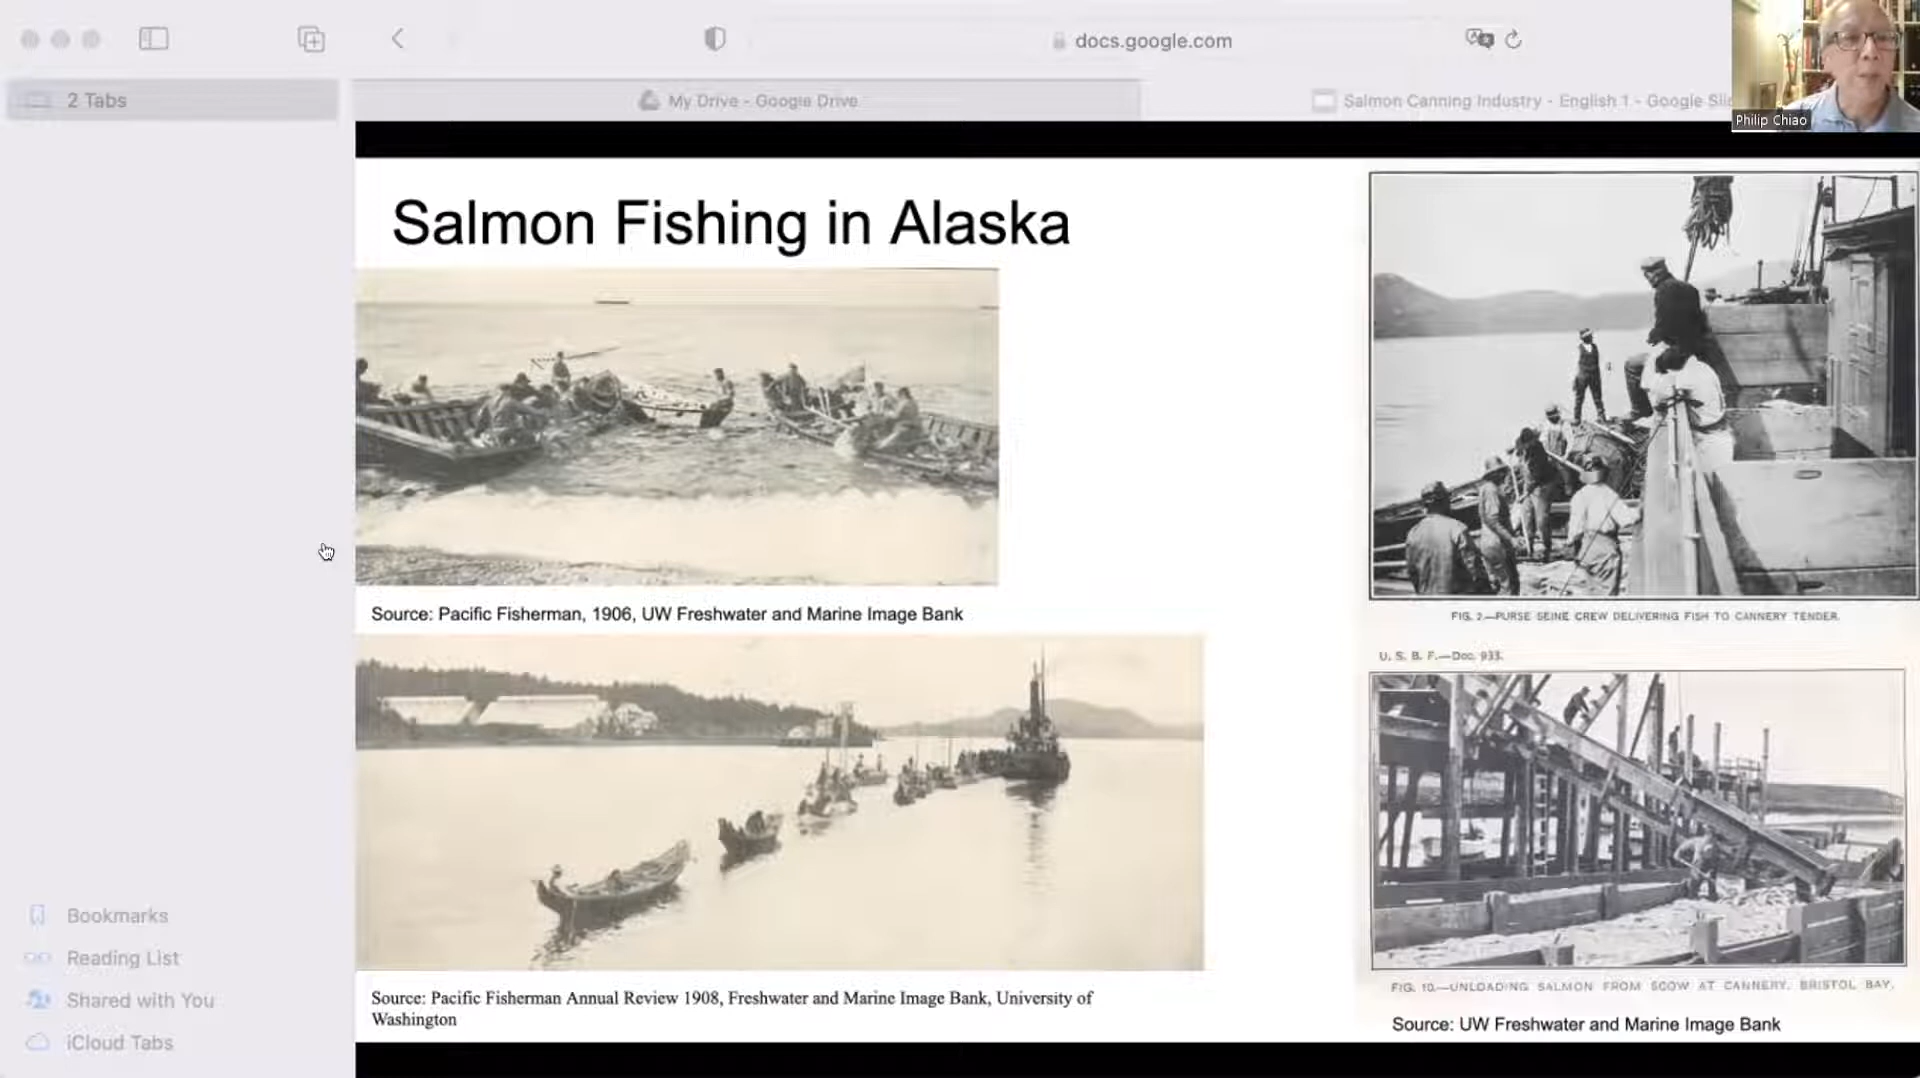 docs.google.com
2 Tabs
My Drive - Google Drive
Salmon Canning Industry - English 1 - Google
Philip Chiao
Salmon Fishing in Alaska
Source: Pacific Fisherman, 1906, UW Freshwater and Marine Image Bank
FIG. 2.—PURSE SEINE CREW DELIVERING FISH TO CANNERY TENDER.
U. S. B. F.—Doc. 933.
Source: Pacific Fisherman Annual Review 1908, Freshwater and Marine Image Bank, University of
Washington
FIG. 10.—UNLOADING SALMON FROM SCOW AT CANNERY, BRISTOL BAY.
Source: UW Freshwater and Marine Image Bank
Bookmarks
Reading List
Shared with You
iCloud Tabs